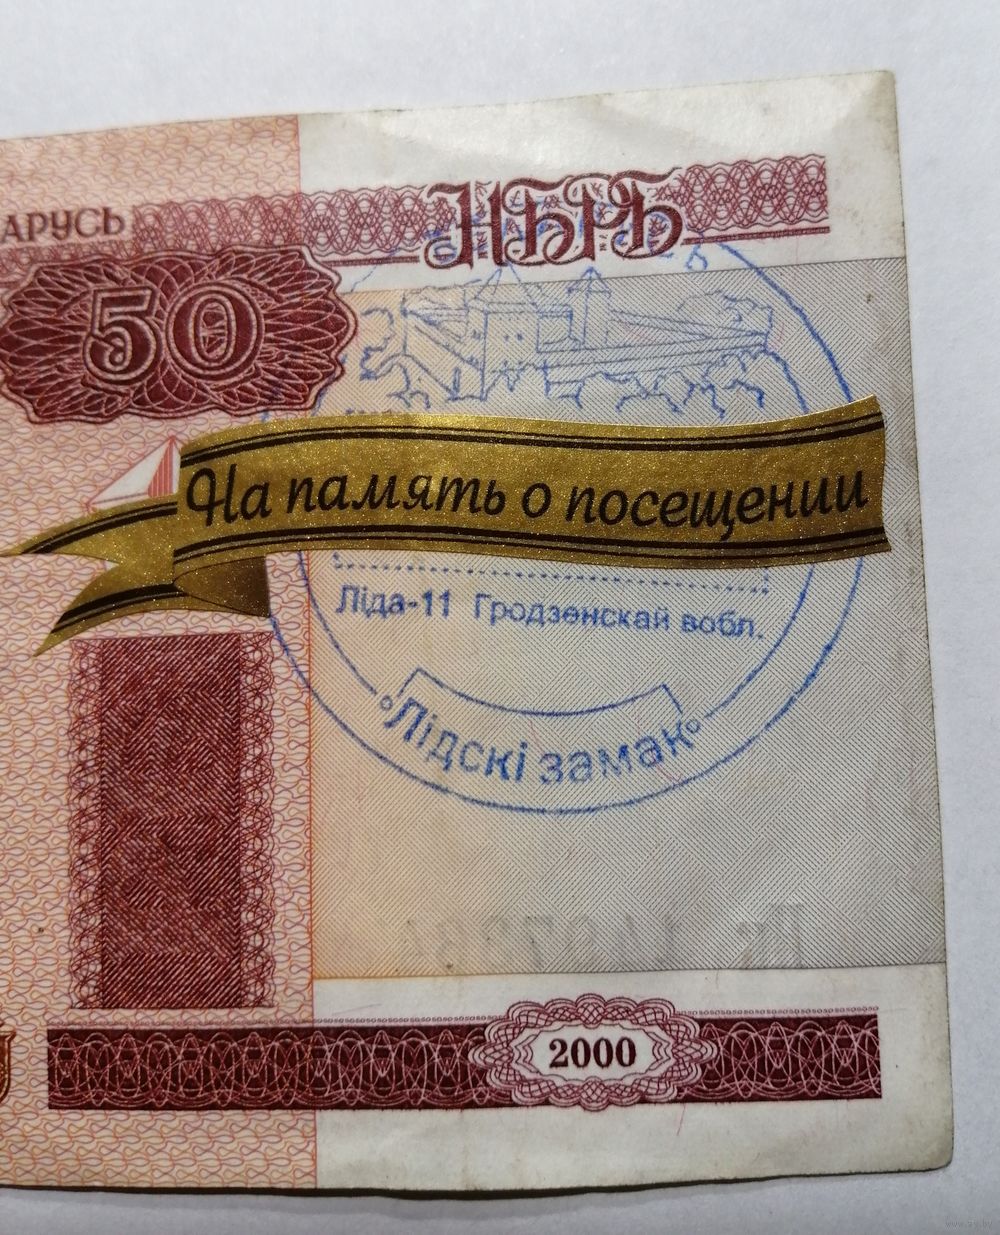 АРУСЬ
НБРБ
50
На память о посещении
Ліда-11 Гродзенскай вобл.
°Лідскі замак°
2000